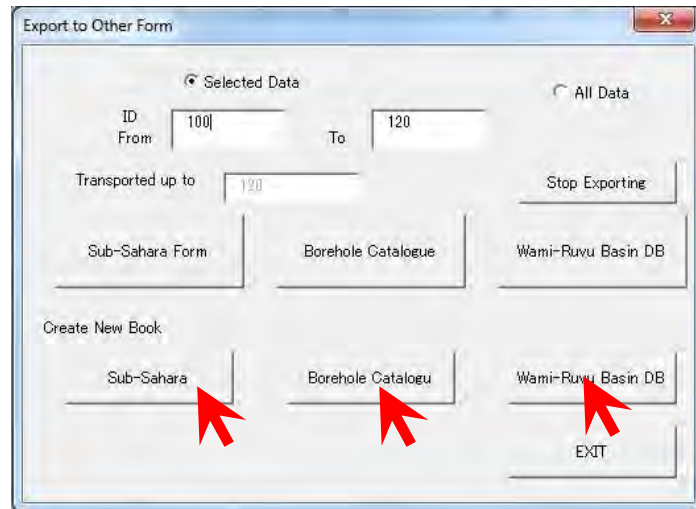 Export to Other Form
Selected Data
All Data
ID From 100 To 120
Transported up to 120
Stop Exporting
Sub-Sahara Form Borehole Catalogue Wami-Ruvu Basin DB
Create New Book
Sub-Sahara Borehole Catalogu Wami-Ruvu Basin DB
EXIT